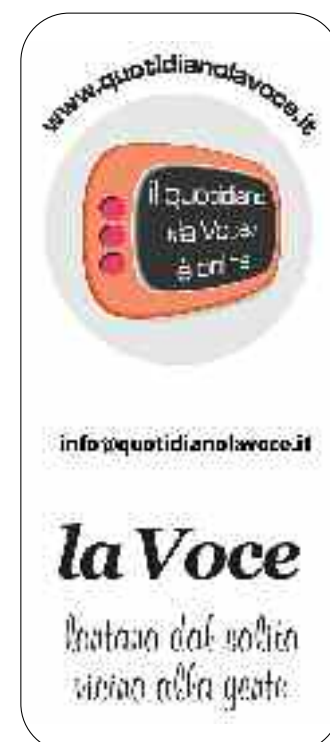 www.quotidianolavoce.it
il quotidiano
«la Voce»
è online
info@quotidianolavoce.it
la Voce
lontano dal solito
vicino alla gente